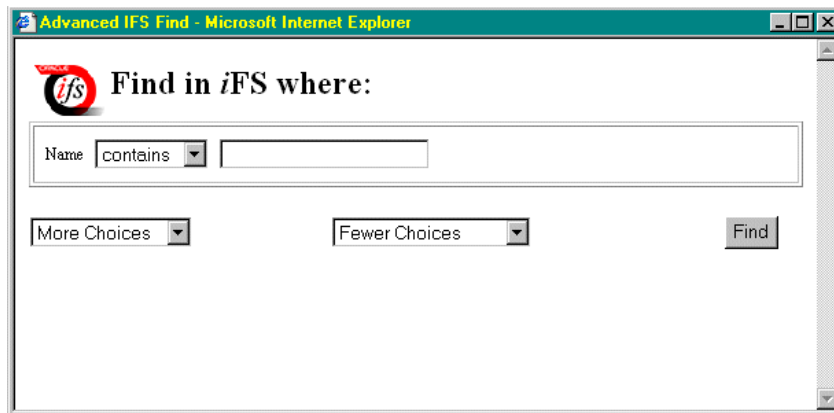 Advanced IFS Find - Microsoft Internet Explorer
ORACLE
ifs
Find in iFS where:
Name contains
More Choices Fewer Choices Find